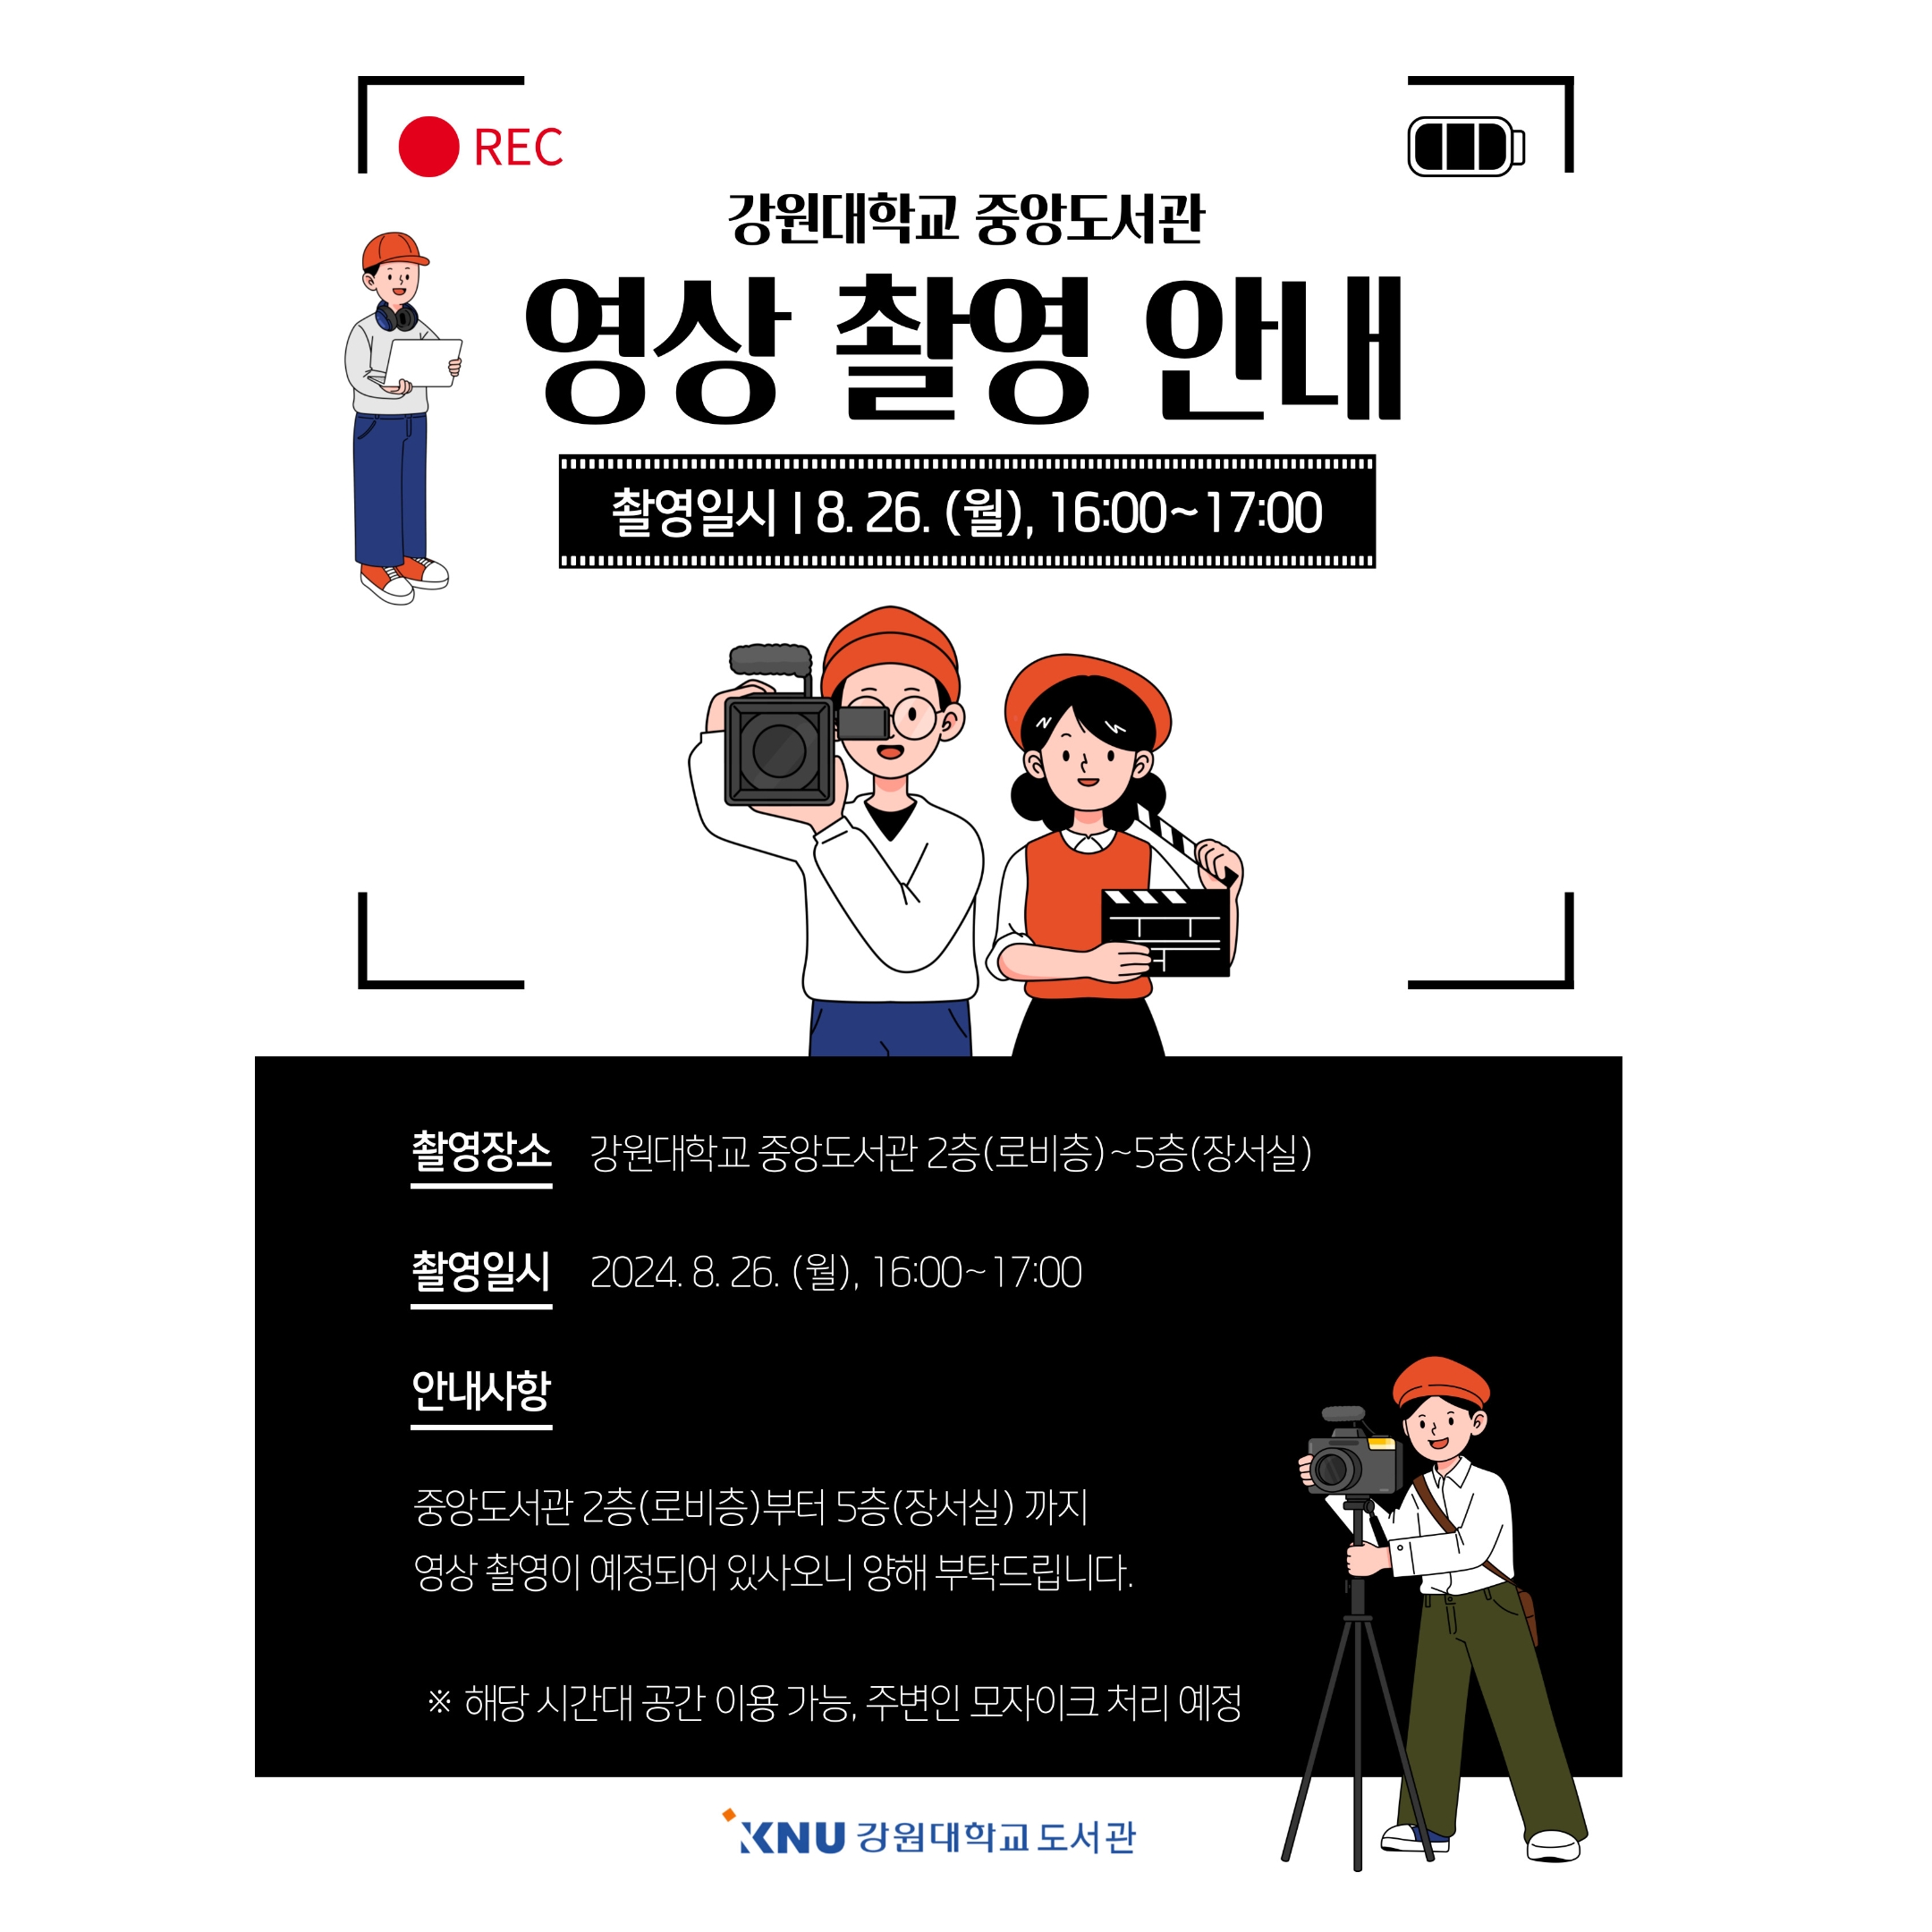 REC
강원대학교 중앙도서관
영상 촬영 안내
촬영일시 | 8. 26. (월), 16:00~17:00
촬영장소 강원대학교 중앙도서관 2층(로비층)~5층(장서실)
촬영일시 2024. 8. 26. (월), 16:00~17:00
안내사항
중앙도서관 2층(로비층)부터 5층(장서실) 까지
영상 촬영이 예정되어 있사오니 양해 부탁드립니다.
※ 해당 시간대 공간 이용 가능, 주변인 모자이크 처리 예정
KNU 강원대학교도서관